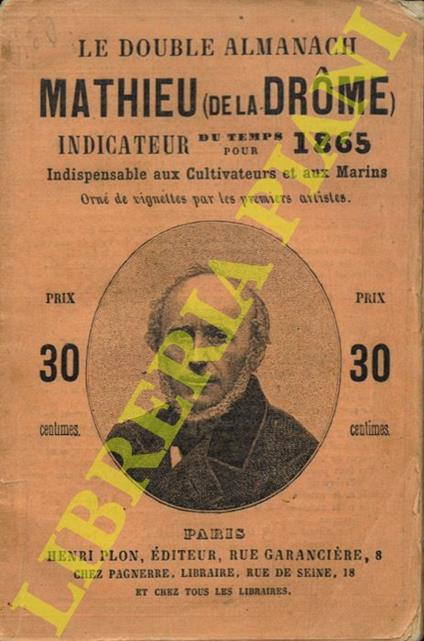 LE DOUBLE ALMANACH
MATHIEU (DE LA DRÔME)
INDICATEUR DU TEMPS POUR 1865
Indispensable aux Cultivateurs et aux Marins
Orné de vignettes par les premiers artistes.
PRIX
30
centimes.
PRIX
30
centimes.
PARIS
HENRI PLON, ÉDITEUR, RUE GARANCIÈRE, 8
CHEZ PAGNERRE, LIBRAIRE, RUE DE SEINE, 18
ET CHEZ TOUS LES LIBRAIRES.
LIBRERIA PIANI